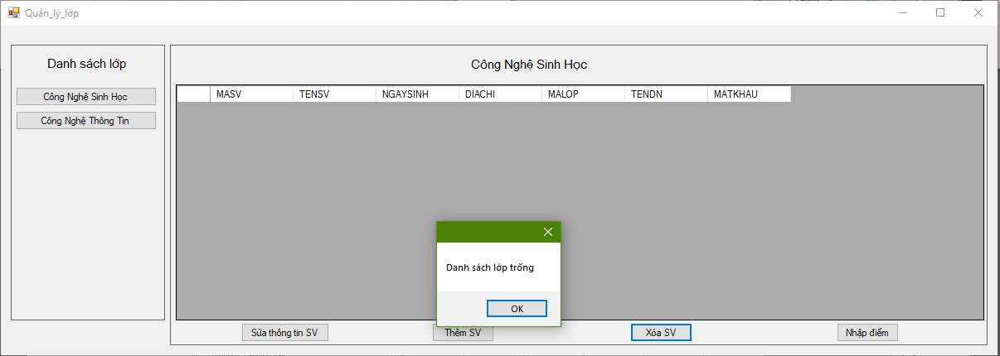 Quản_lý_lớp
Danh sách lớp
Công Nghệ Sinh Học
Công Nghệ Thông Tin
Công Nghệ Sinh Học
MASV TENSV NGAYSINH DIACHI MALOP TENDN MATKHAU
Danh sách lớp trống
OK
Sửa thông tin SV Thêm SV Xóa SV Nhập điểm